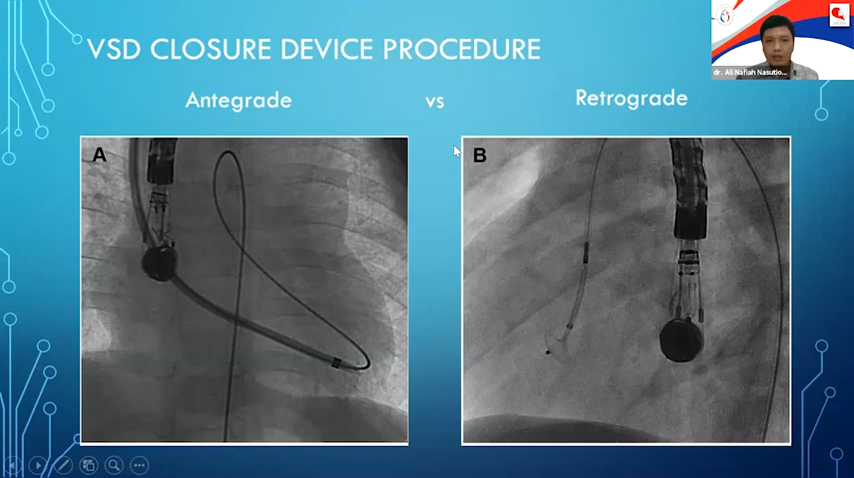 VSD CLOSURE DEVICE PROCEDURE
dr. Ali Nafiah Nasutio...
Antegrade vs Retrograde
A
B